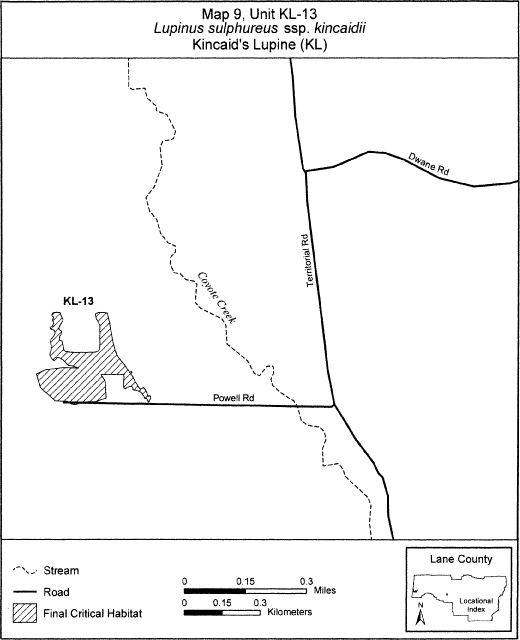 Map 9, Unit KL-13
Lupinus sulphureus ssp. kincaidii
Kincaid's Lupine (KL)
Dwane Rd
Territorial Rd
Coyote Creek
KL-13
Powell Rd
Stream
Road
Final Critical Habitat
0 0.15 0.3
Miles
0 0.15 0.3
Kilometers
Lane County
Locational
Index
N